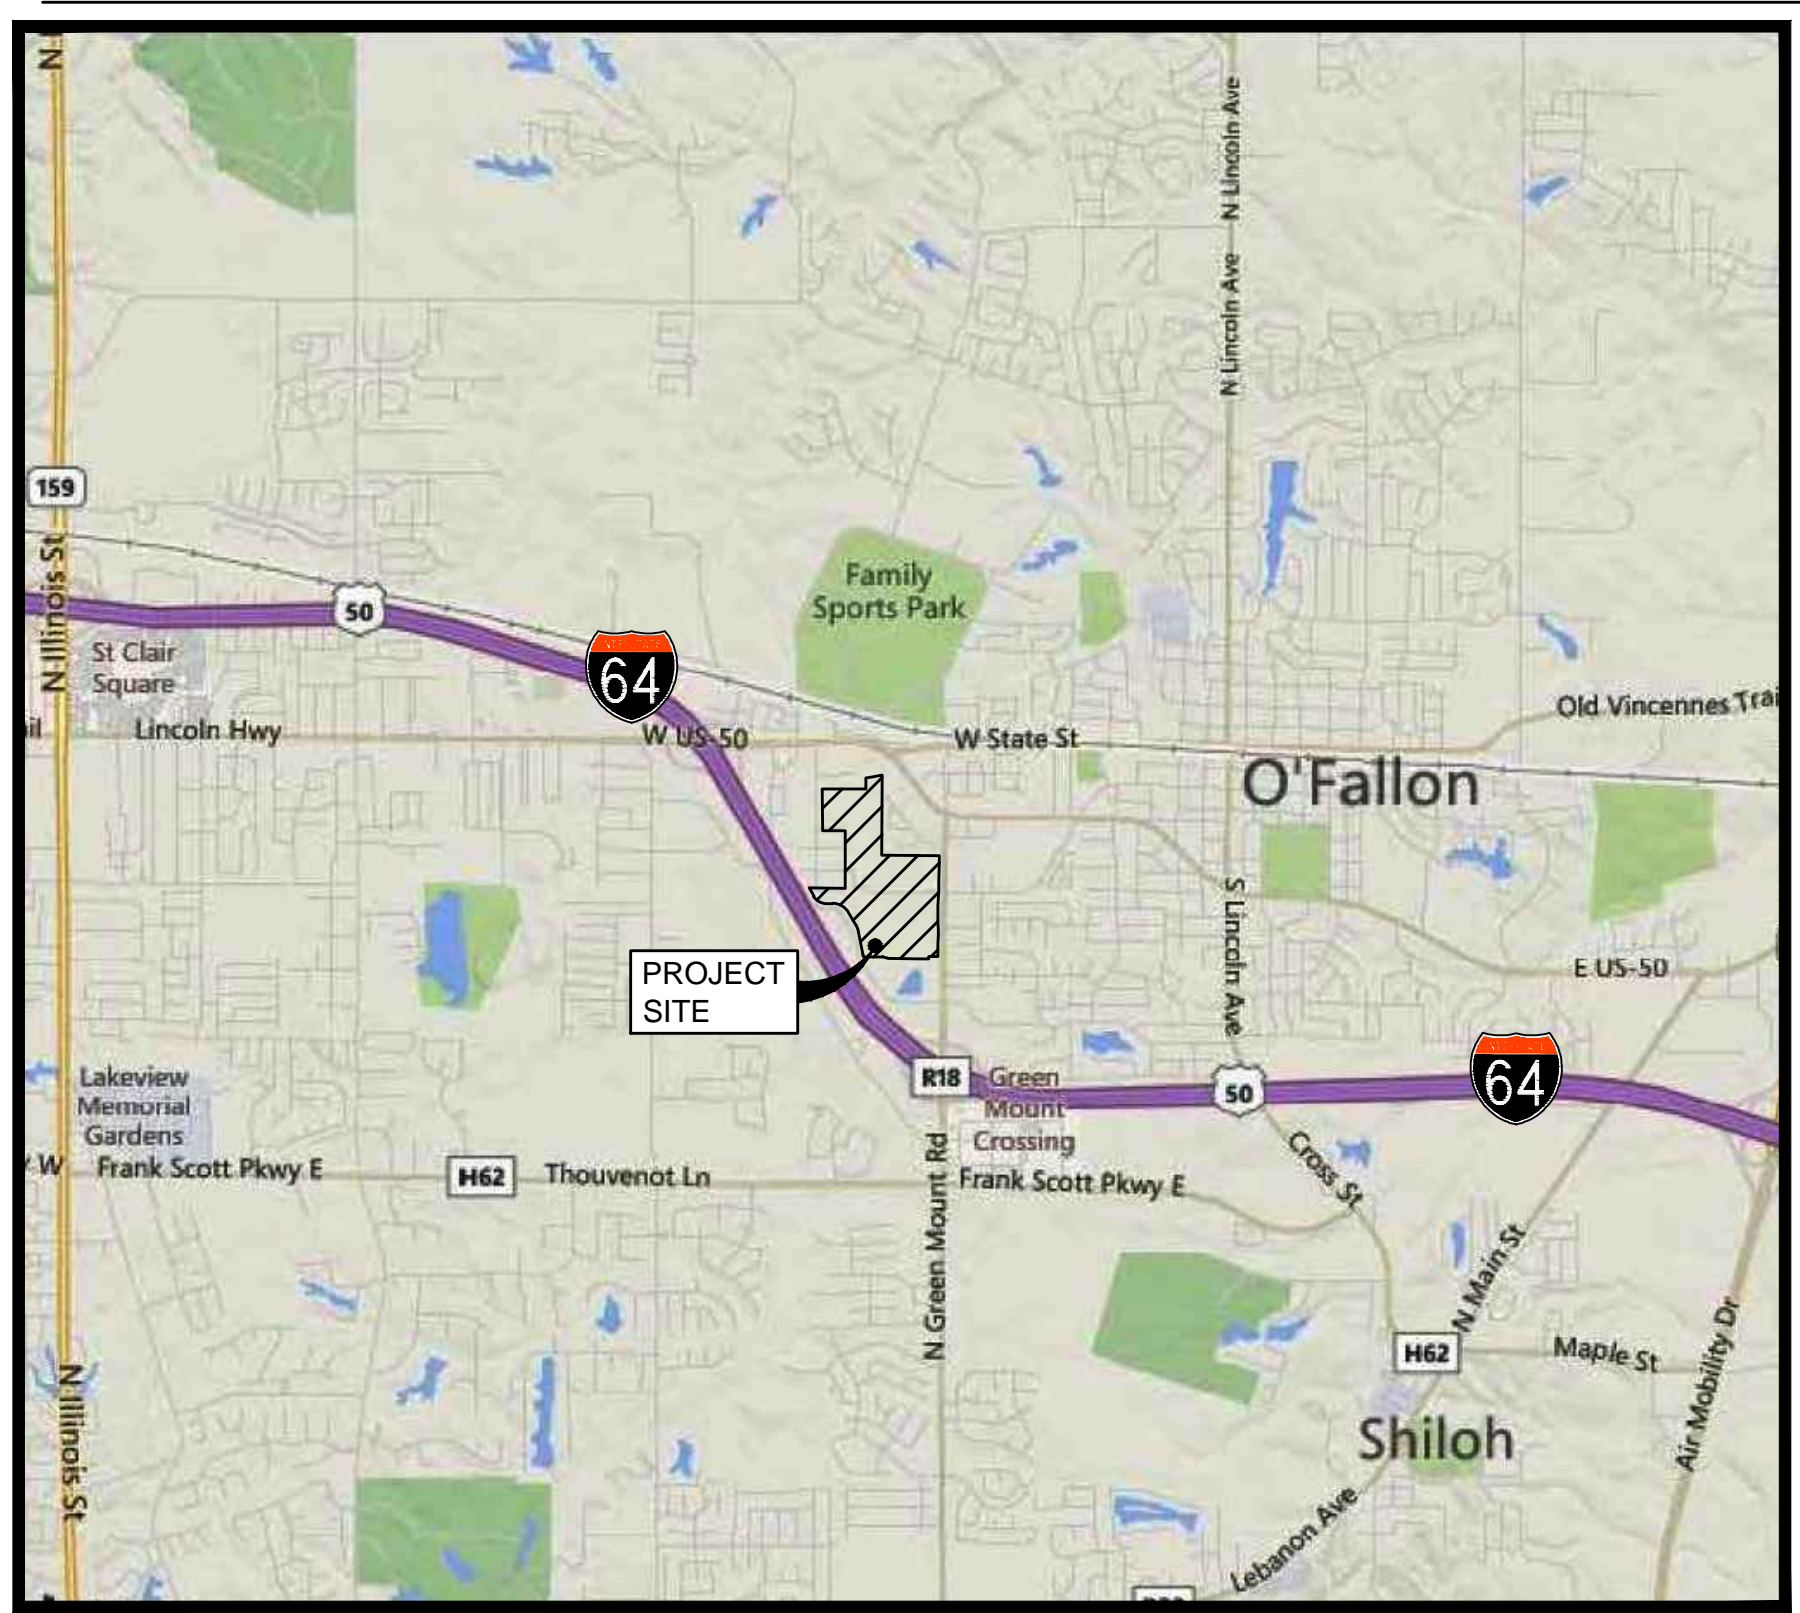 N
N Lincoln Ave
N Lincoln Ave
159
N Illinois St
Family
Sports Park
50
64
St Clair
Square
Lincoln Hwy
W US-50
W State St
Old Vincennes Trai
O'Fallon
S Lincoln Ave
E US-50
PROJECT
SITE
Lakeview
Memorial
Gardens
R18
Green
Mount
Crossing
50
64
W
Frank Scott Pkwy E
H62
Thouvenot Ln
Frank Scott Pkwy E
Cross St
N Green Mount Rd
N Main St
H62
Maple St
Air Mobility Dr
N Illinois St
Shiloh
Lebanon Ave